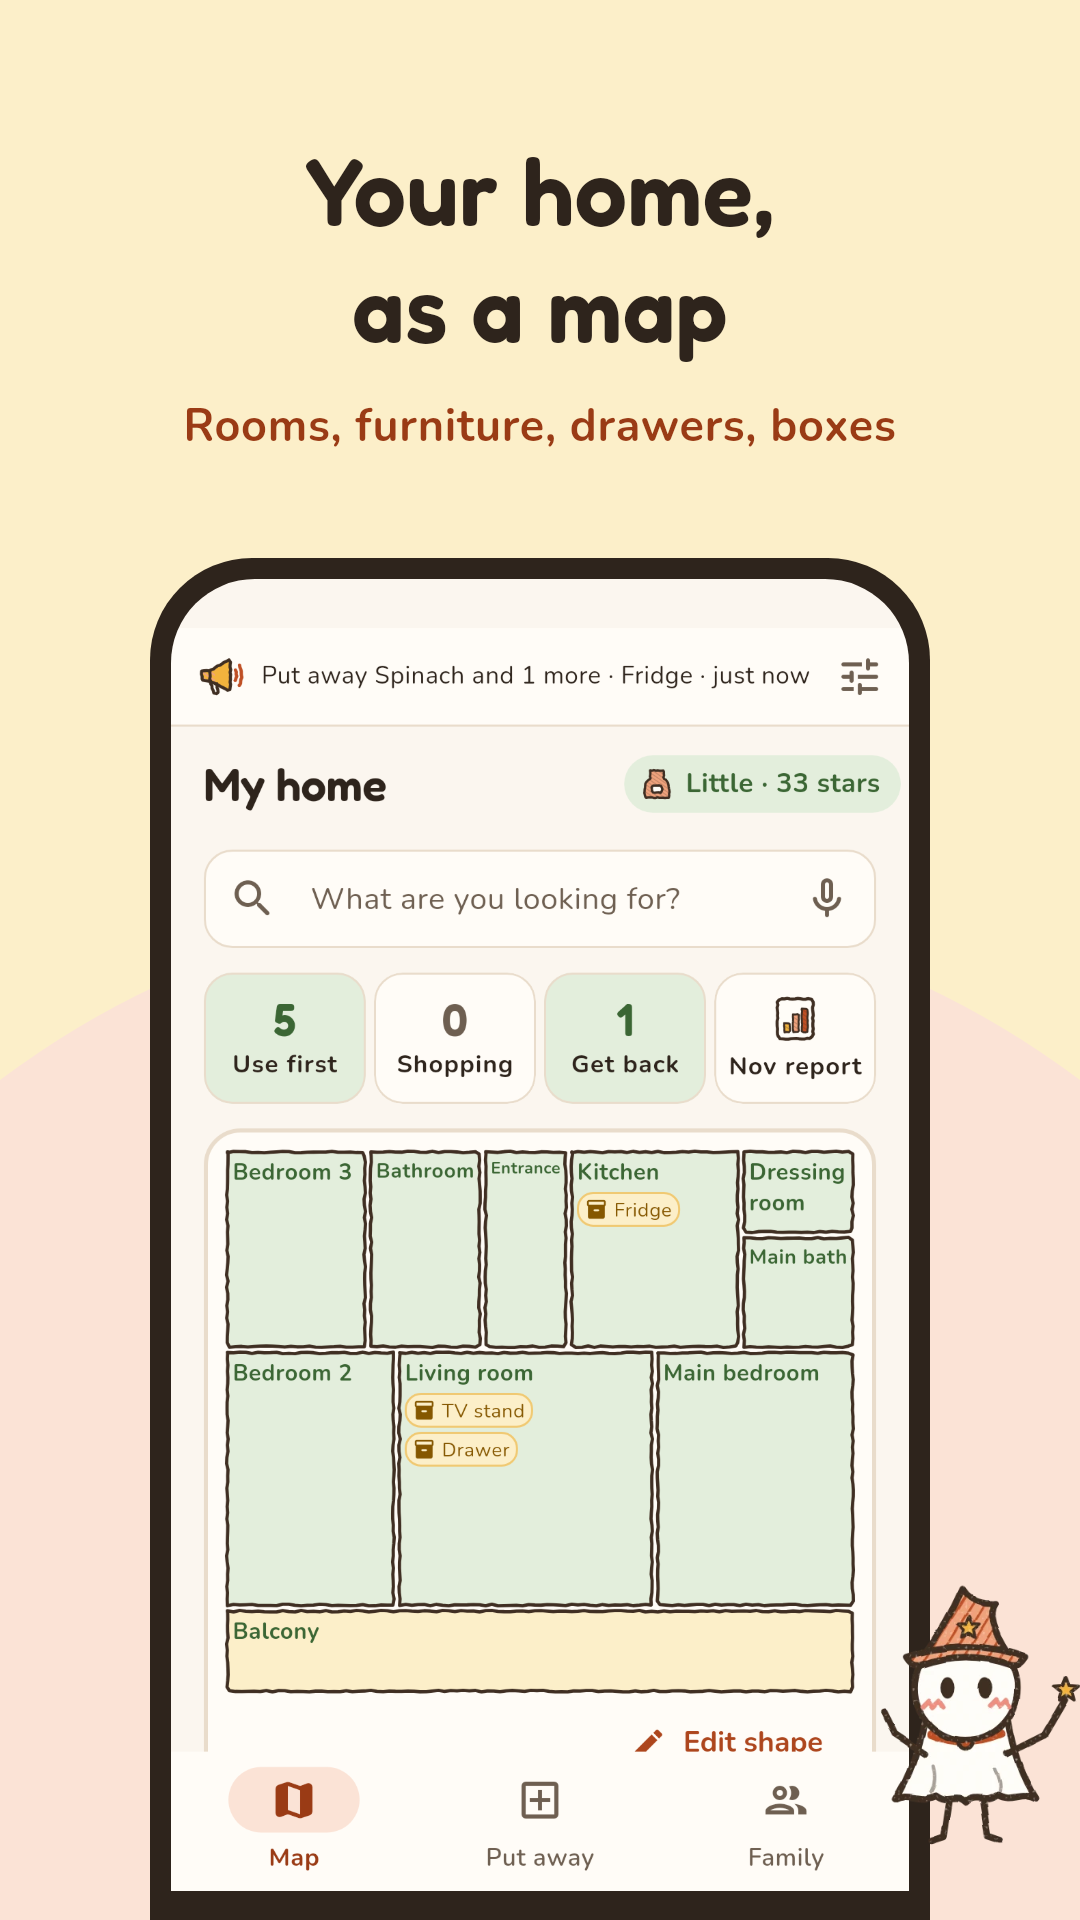 Your home,
as a map
Rooms, furniture, drawers, boxes
Put away Spinach and 1 more · Fridge · just now
My home
Little · 33 stars
What are you looking for?
5
Use first
0
Shopping
1
Get back
Nov report
Bedroom 3
Bathroom
Entrance
Kitchen
Fridge
Dressing
room
Main bath
Bedroom 2
Living room
TV stand
Drawer
Main bedroom
Balcony
Edit shape
Map
Put away
Family